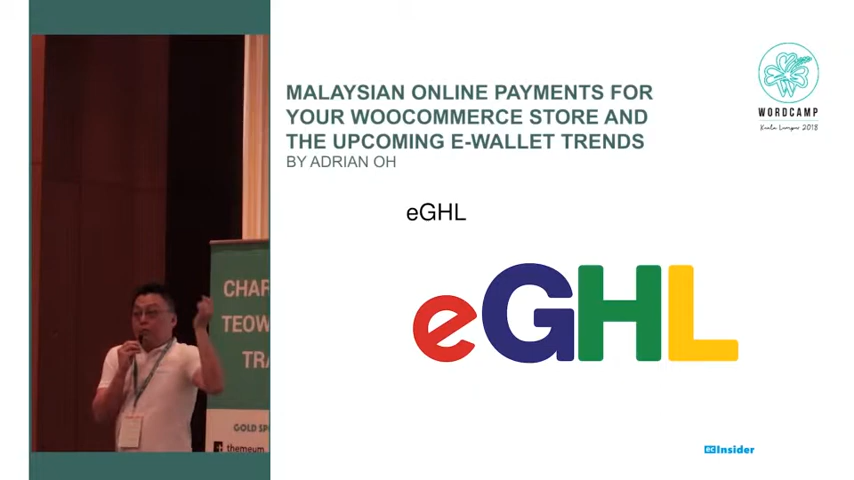 MALAYSIAN ONLINE PAYMENTS FOR
YOUR WOOCOMMERCE STORE AND
THE UPCOMING E-WALLET TRENDS
BY ADRIAN OH
WORDCAMP
Kuala Lumpur 2018
eGHL
eGHL
CHAR
TEOW
TRA
GOLD SP
themeum
ecInsider